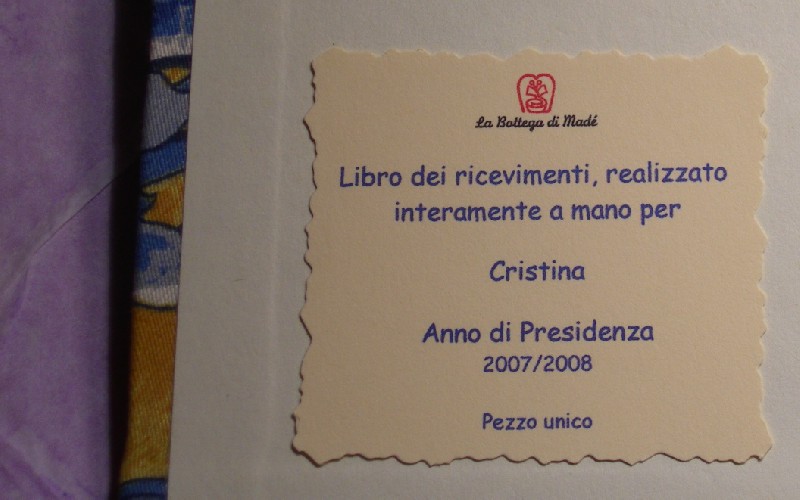 La Bottega di Madé
Libro dei ricevimenti, realizzato
interamente a mano per
Cristina
Anno di Presidenza
2007/2008
Pezzo unico